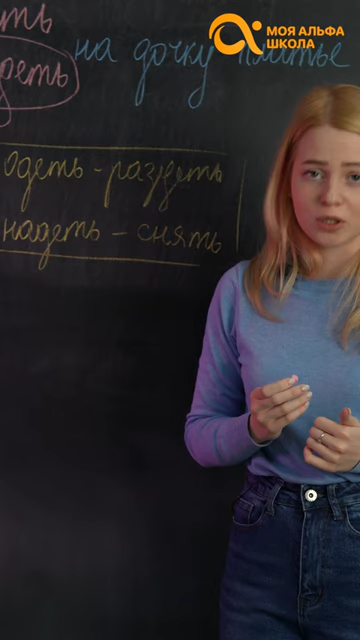 МОЯ АЛЬФА
ШКОЛА
на дочку платье
одеть - раздеть
надеть - снять